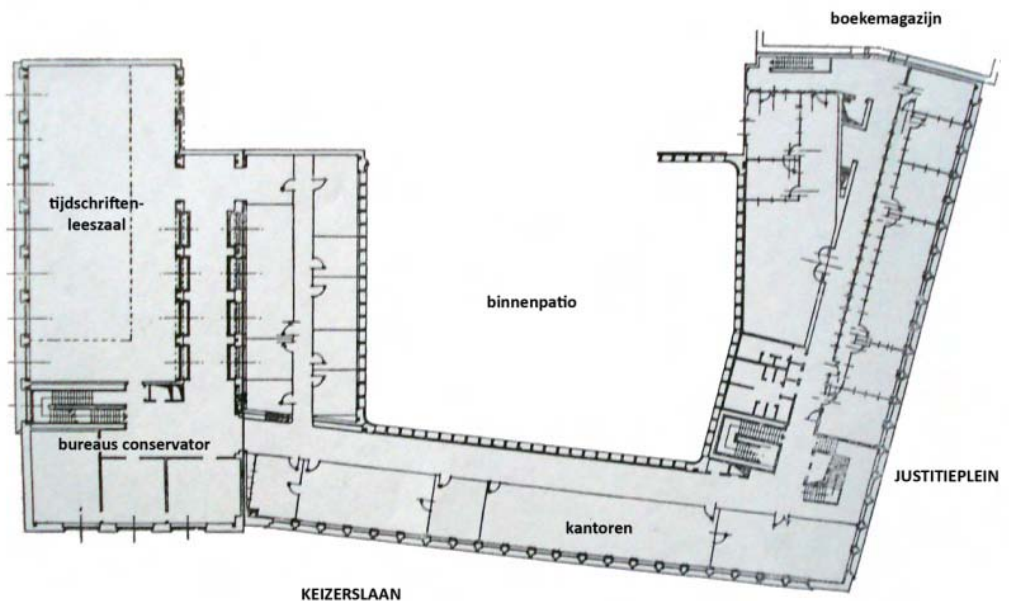 boekemagazijn
tijdschriften-
leeszaal
binnenpatio
bureaus conservator
JUSTITIEPLEIN
kantoren
KEIZERSLAAN